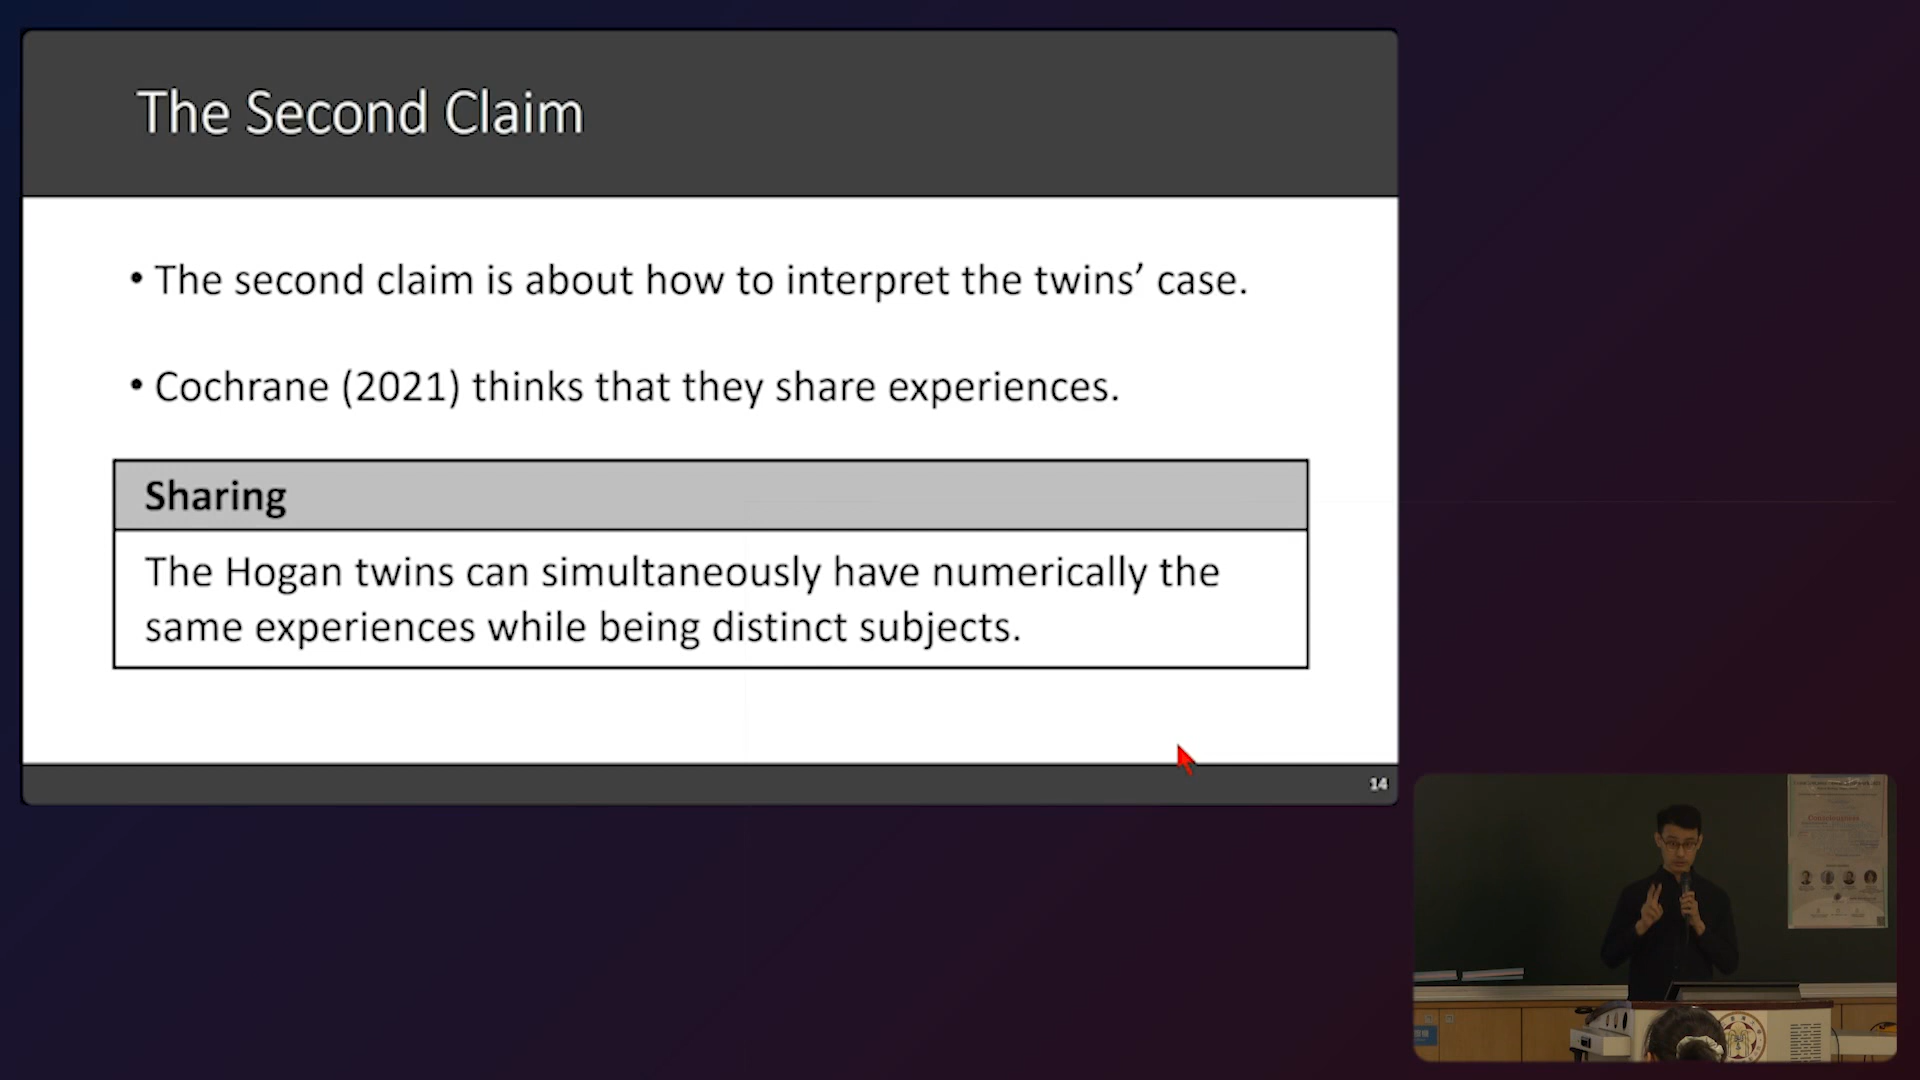 The Second Claim
• The second claim is about how to interpret the twins’ case.
• Cochrane (2021) thinks that they share experiences.
Sharing
The Hogan twins can simultaneously have numerically the
same experiences while being distinct subjects.
14
Consciousness